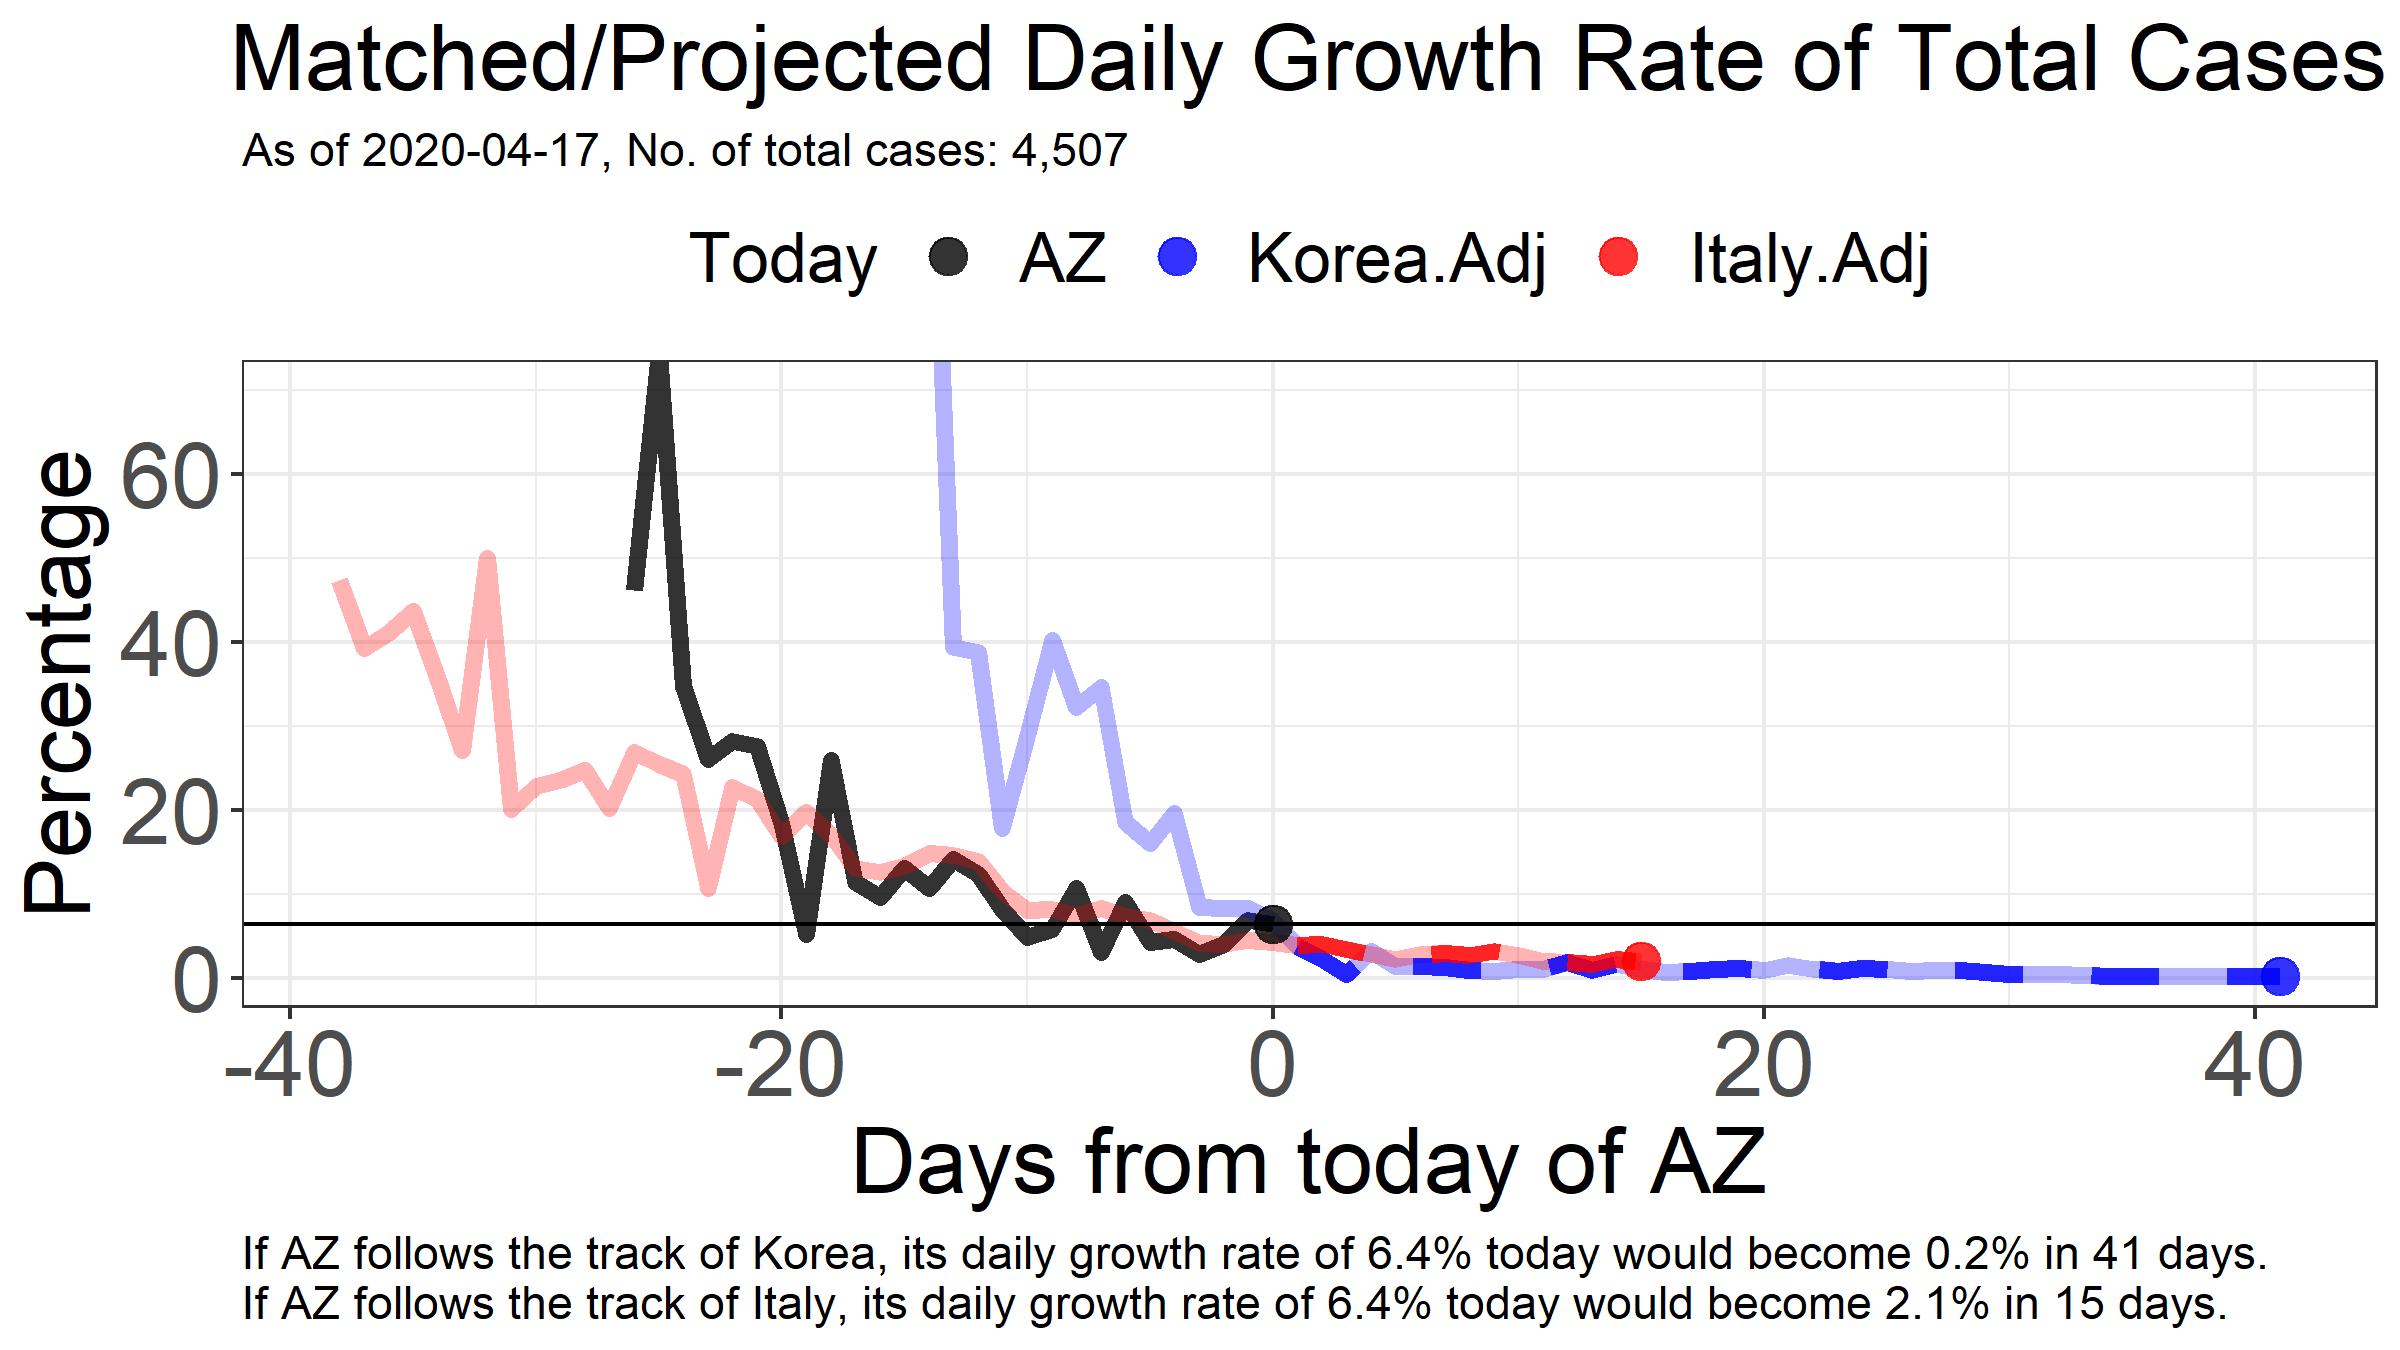 Matched/Projected Daily Growth Rate of Total Cases
As of 2020-04-17, No. of total cases: 4,507
Today AZ Korea.Adj Italy.Adj
Percentage
60
40
20
0
-40 -20 0 20 40
Days from today of AZ
If AZ follows the track of Korea, its daily growth rate of 6.4% today would become 0.2% in 41 days.
If AZ follows the track of Italy, its daily growth rate of 6.4% today would become 2.1% in 15 days.